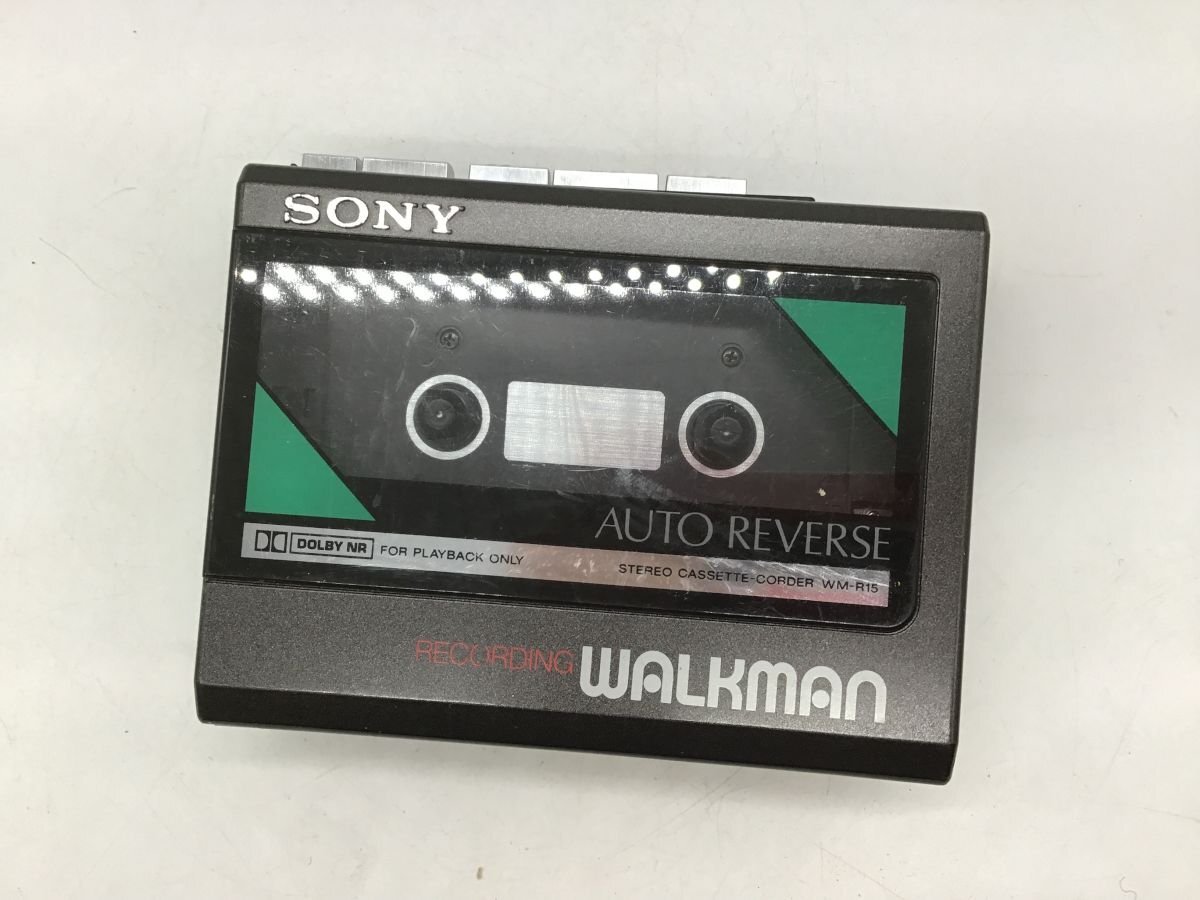 SONY
AUTO REVERSE
DOLBY NR FOR PLAYBACK ONLY
STEREO CASSETTE-CORDER WM-R15
RECORDING WALKMAN